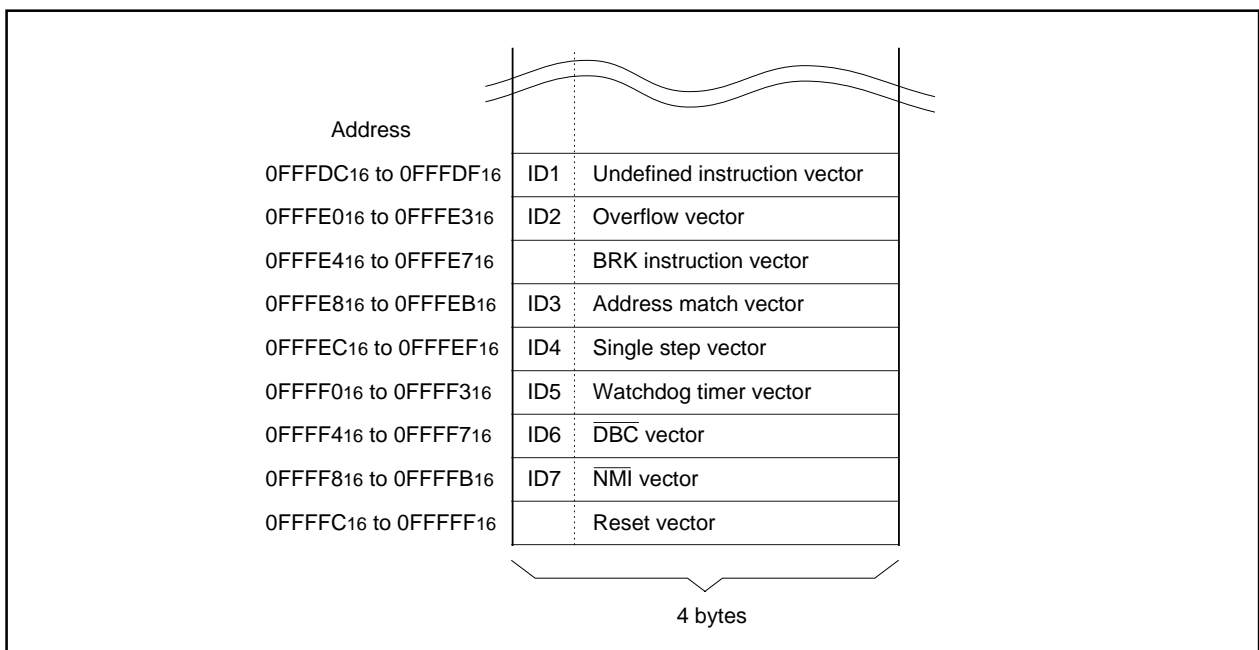 Address
0FFFDC16 to 0FFFDF16 ID1 Undefined instruction vector
0FFFE016 to 0FFFE316 ID2 Overflow vector
0FFFE416 to 0FFFE716 BRK instruction vector
0FFFE816 to 0FFFEB16 ID3 Address match vector
0FFFEC16 to 0FFFEF16 ID4 Single step vector
0FFFF016 to 0FFFF316 ID5 Watchdog timer vector
0FFFF416 to 0FFFF716 ID6 D̅B̅C̅ vector
0FFFF816 to 0FFFFB16 ID7 N̅M̅I̅ vector
0FFFFC16 to 0FFFFF16 Reset vector
4 bytes